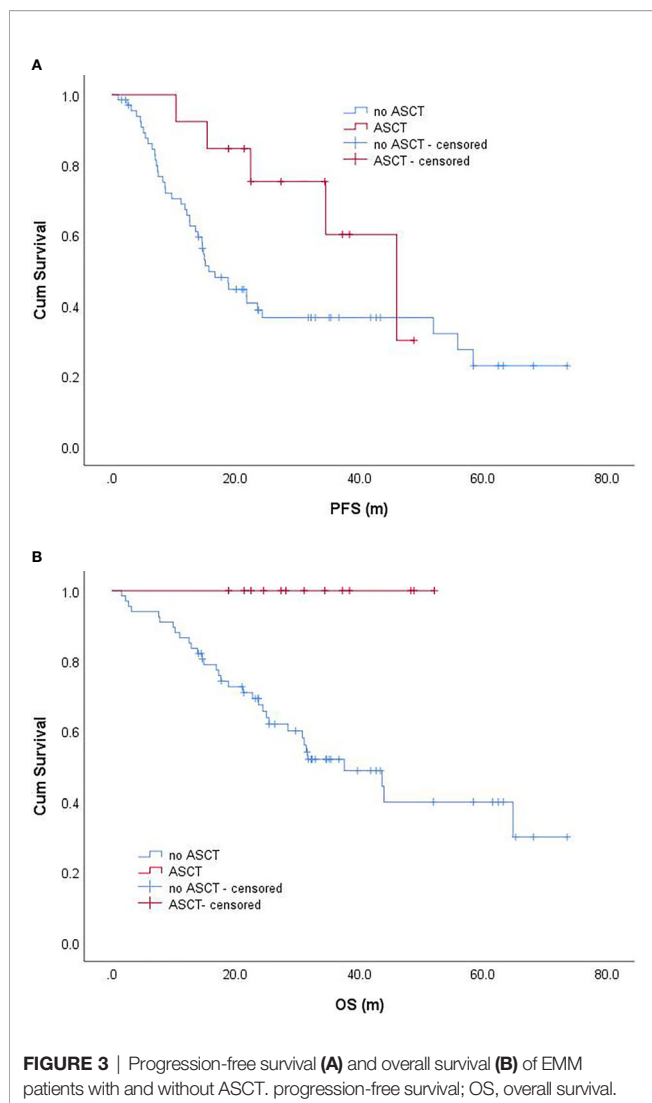 A
1.0
0.8
0.6
0.4
0.2
0.0
Cum Survival
no ASCT
ASCT
no ASCT - censored
ASCT - censored
.0 20.0 40.0 60.0 80.0
PFS (m)
B
1.0
0.8
0.6
0.4
0.2
0.0
Cum Survival
no ASCT
ASCT
no ASCT - censored
ASCT- censored
.0 20.0 40.0 60.0 80.0
OS (m)
FIGURE 3 | Progression-free survival (A) and overall survival (B) of EMM
patients with and without ASCT. progression-free survival; OS, overall survival.